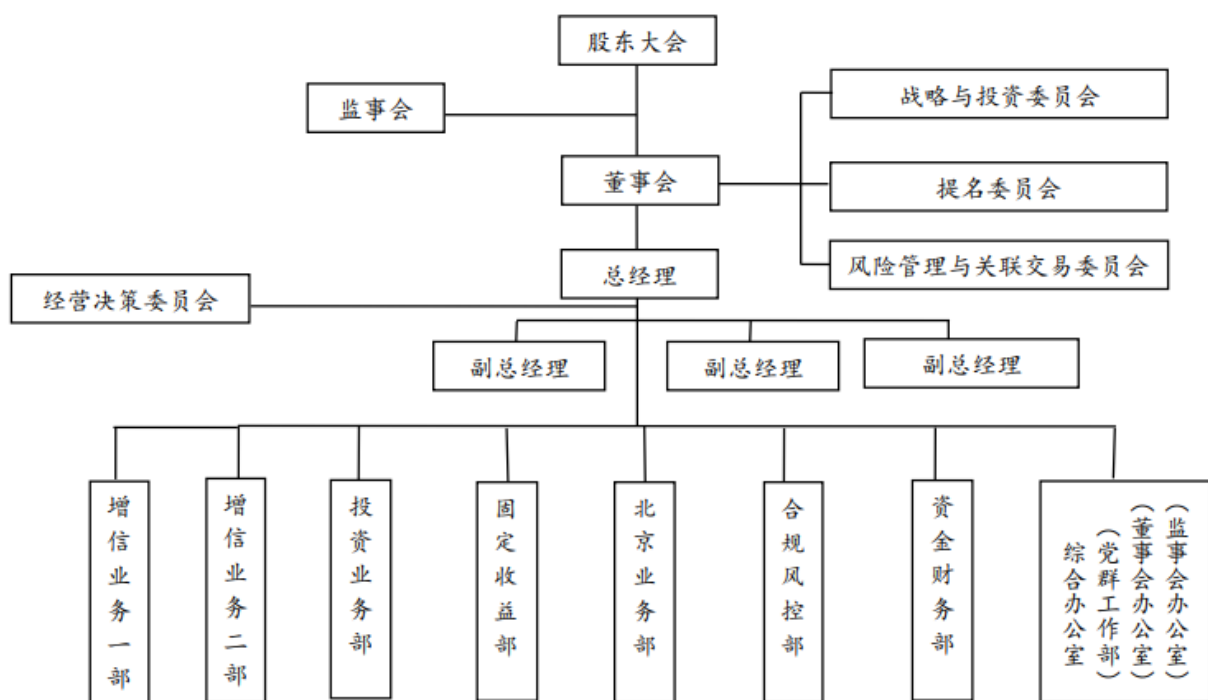 股东大会
监事会
战略与投资委员会
董事会
提名委员会
总经理
风险管理与关联交易委员会
经营决策委员会
副总经理
副总经理
副总经理
增信业务一部
增信业务二部
投资业务部
固定收益部
北京业务部
合规风控部
资金财务部
综合办公室
（党群工作部）
（董事会办公室）
（监事会办公室）